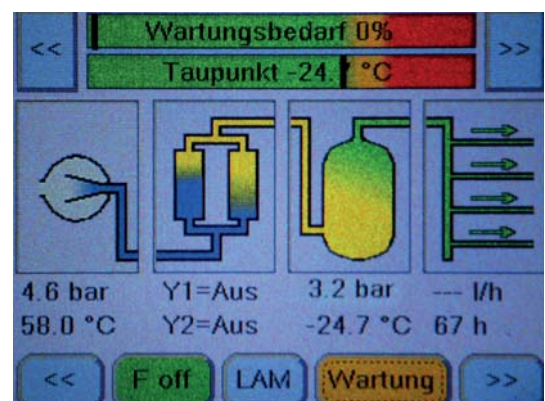 << Wartungsbedarf 0% >>
Taupunkt -24.7 °C
4.6 bar Y1=Aus 3.2 bar --- l/h
58.0 °C Y2=Aus -24.7 °C 67 h
<< F off LAM Wartung >>